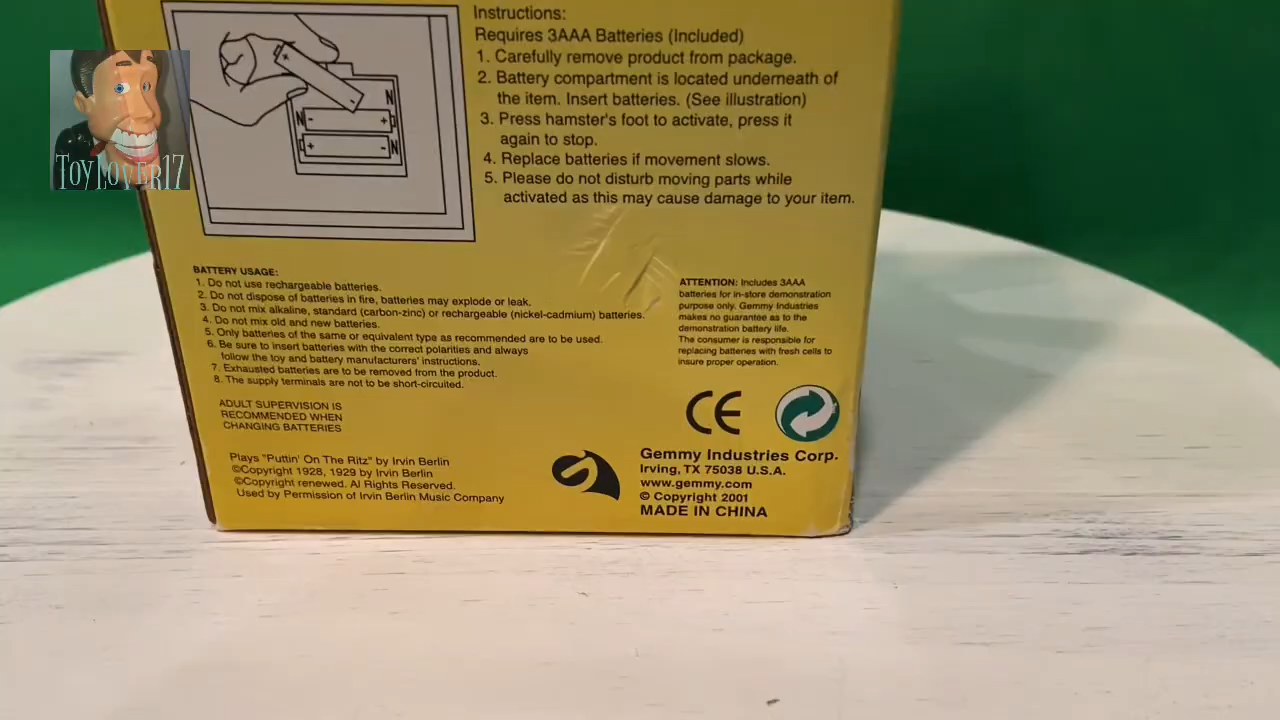 Instructions:
Requires 3AAA Batteries (Included)
1. Carefully remove product from package.
2. Battery compartment is located underneath of
the item. Insert batteries. (See illustration)
3. Press hamster's foot to activate, press it
again to stop.
4. Replace batteries if movement slows.
5. Please do not disturb moving parts while
activated as this may cause damage to your item.
+
-
N
N - +
+ - N
TOYLOVER17
BATTERY USAGE:
1. Do not use rechargeable batteries.
2. Do not dispose of batteries in fire, batteries may explode or leak.
3. Do not mix alkaline, standard (carbon-zinc) or rechargeable (nickel-cadmium) batteries.
4. Do not mix old and new batteries.
5. Only batteries of the same or equivalent type as recommended are to be used.
6. Be sure to insert batteries with the correct polarities and always
follow the toy and battery manufacturers' instructions.
7. Exhausted batteries are to be removed from the product.
8. The supply terminals are not to be short-circuited.
ATTENTION: Includes 3AAA
batteries for in-store demonstration
purpose only. Gemmy Industries
makes no guarantee as to the
demonstration battery life.
The consumer is responsible for
replacing batteries with fresh cells to
insure proper operation.
ADULT SUPERVISION IS
RECOMMENDED WHEN
CHANGING BATTERIES
CE
Plays "Puttin' On The Ritz" by Irvin Berlin
©Copyright 1928, 1929 by Irvin Berlin
©Copyright renewed. Al Rights Reserved.
Used by Permission of Irvin Berlin Music Company
Gemmy Industries Corp.
Irving, TX 75038 U.S.A.
www.gemmy.com
© Copyright 2001
MADE IN CHINA